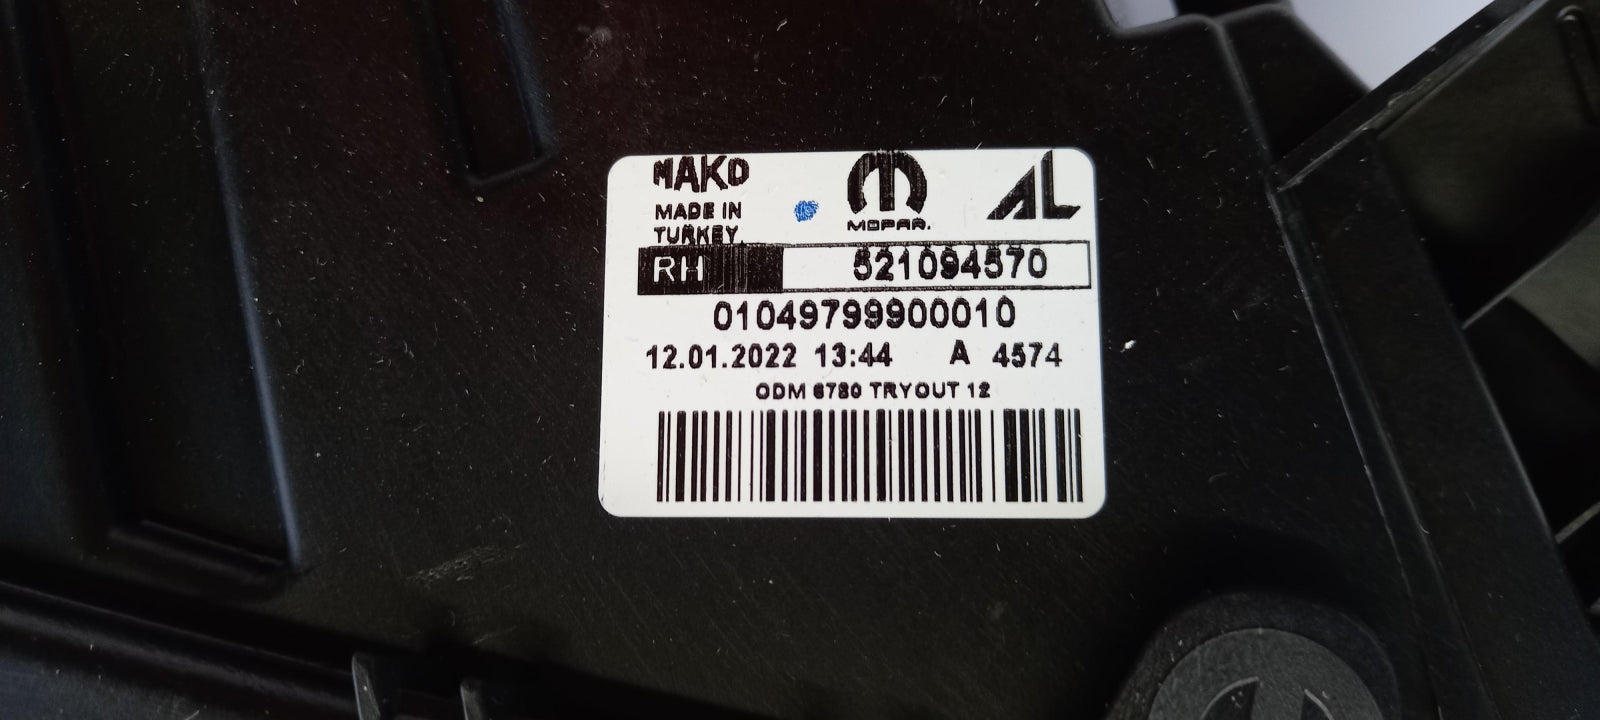 MAKO
MADE IN
TURKEY
MOPAR.
AL
RH 521094570
01049799900010
12.01.2022 13:44 A 4574
ODM 6780 TRYOUT 12